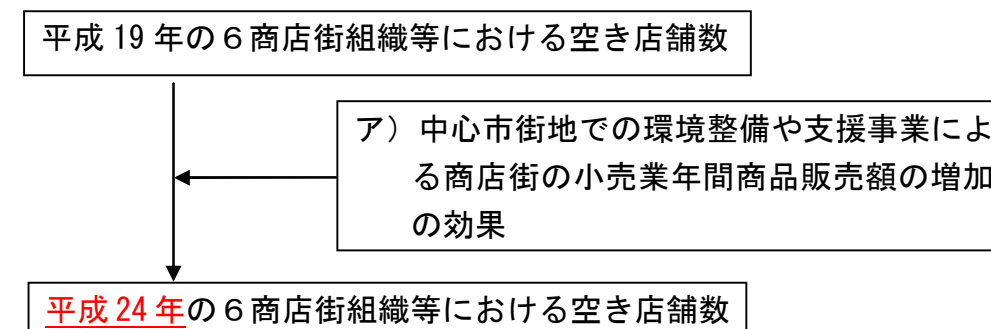 平成 19 年の６商店街組織等における空き店舗数
ア）中心市街地での環境整備や支援事業によ
る商店街の小売業年間商品販売額の増加
の効果
平成 24 年の６商店街組織等における空き店舗数